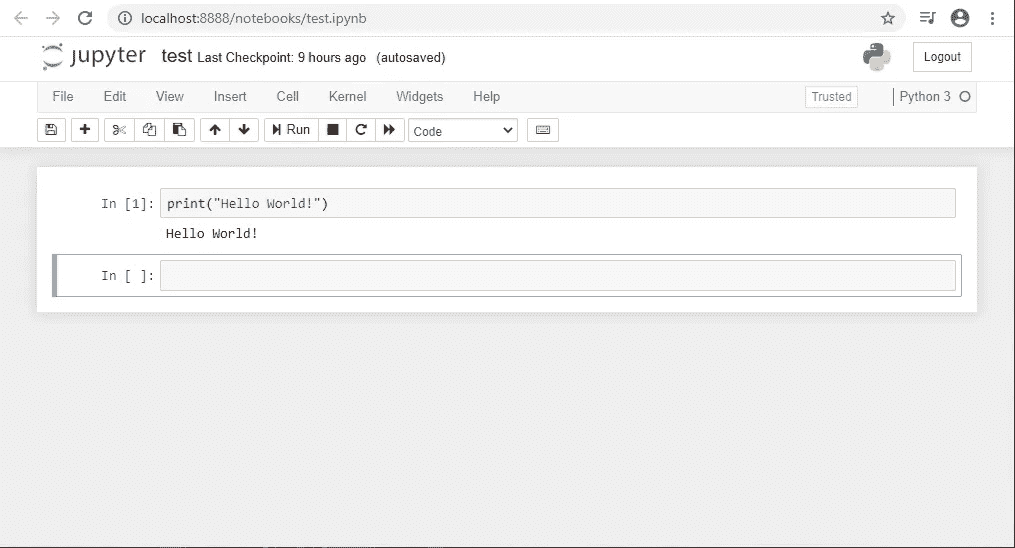 localhost:8888/notebooks/test.ipynb
jupyter test Last Checkpoint: 9 hours ago (autosaved) Logout
File Edit View Insert Cell Kernel Widgets Help Trusted Python 3
Run Code
In [1]: print("Hello World!")
Hello World!
In [ ]: